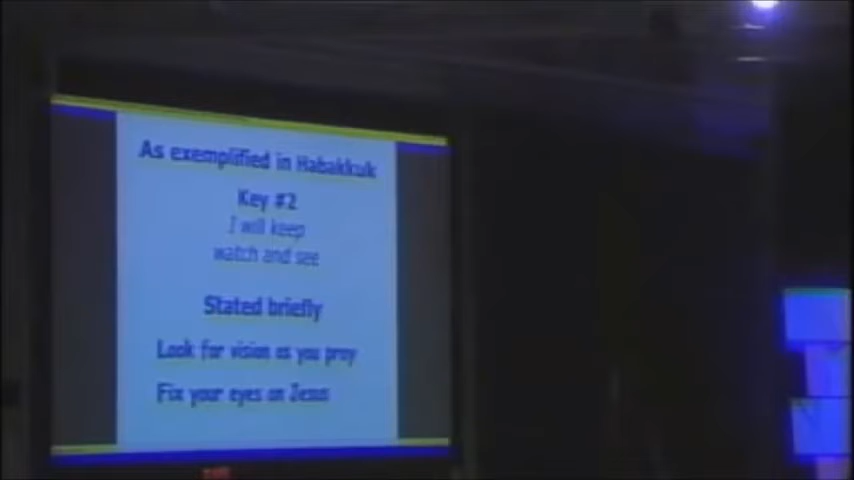 As exemplified in Habakkuk
Key #2
I will keep
watch and see
Stated briefly
Look for vision as you pray
Fix your eyes on Jesus